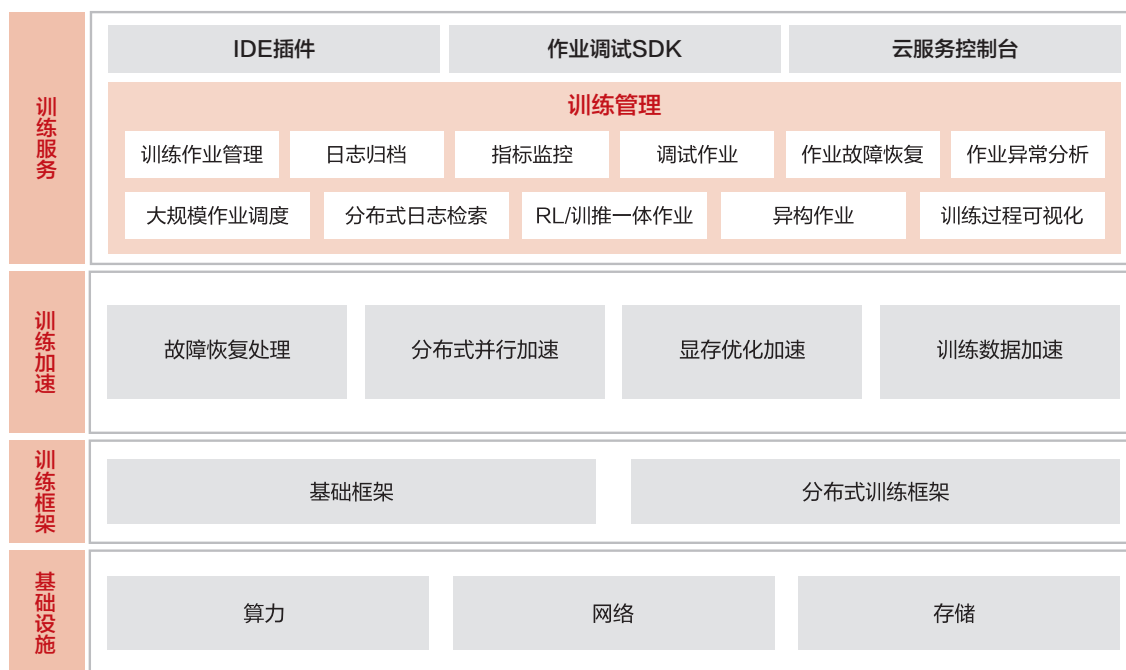 训练服务
IDE插件
作业调试SDK
云服务控制台
训练管理
训练作业管理
日志归档
指标监控
调试作业
作业故障恢复
作业异常分析
大规模作业调度
分布式日志检索
RL/训推一体作业
异构作业
训练过程可视化
训练加速
故障恢复处理
分布式并行加速
显存优化加速
训练数据加速
训练框架
基础框架
分布式训练框架
基础设施
算力
网络
存储